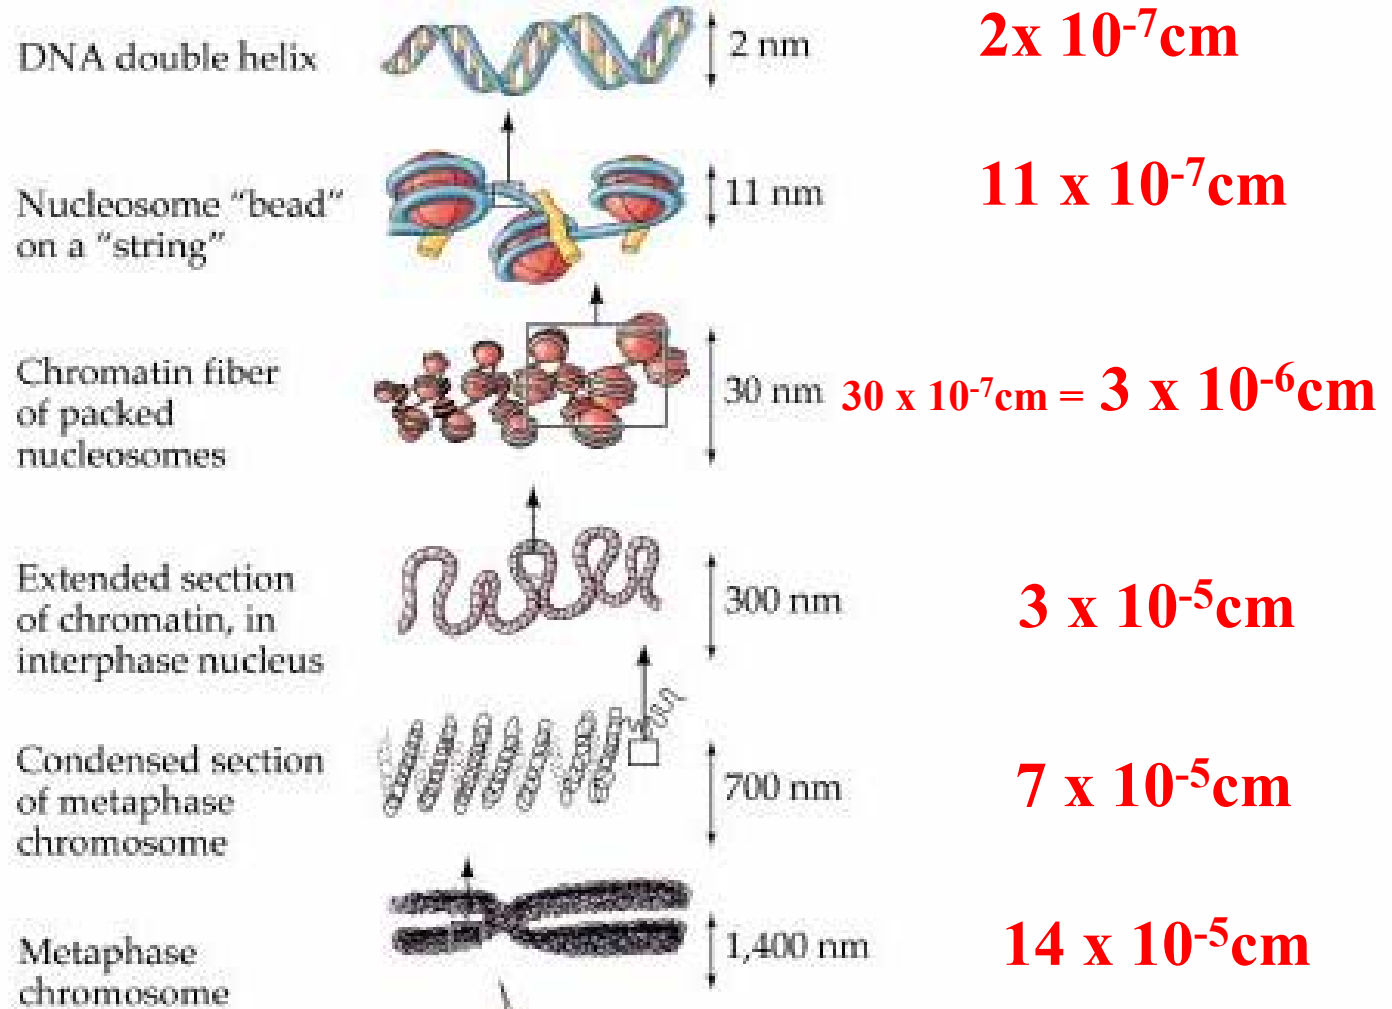 DNA double helix
2 nm
2x 10⁻⁷cm
Nucleosome “bead”
on a “string”
11 nm
11 x 10⁻⁷cm
Chromatin fiber
of packed
nucleosomes
30 nm
30 x 10⁻⁷cm = 3 x 10⁻⁶cm
Extended section
of chromatin, in
interphase nucleus
300 nm
3 x 10⁻⁵cm
Condensed section
of metaphase
chromosome
700 nm
7 x 10⁻⁵cm
Metaphase
chromosome
1,400 nm
14 x 10⁻⁵cm